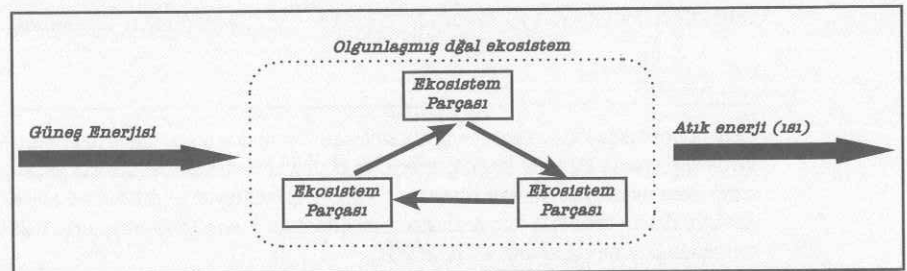 Olgunlaşmış dğal ekosistem
Ekosistem
Parçası
Güneş Enerjisi
Atık enerji (ısı)
Ekosistem
Parçası
Ekosistem
Parçası